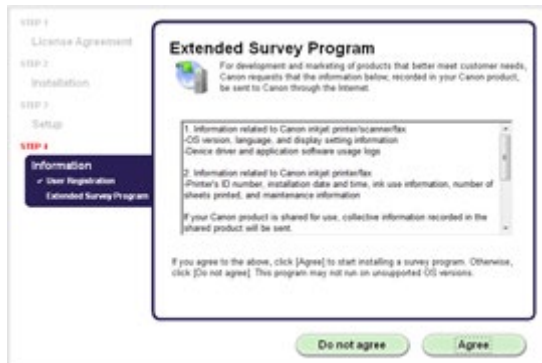 STEP 1
License Agreement
STEP 2
Installation
STEP 3
Setup
STEP 4
Information
User Registration
Extended Survey Program
Extended Survey Program
For development and marketing of products that better meet customer needs,
Canon requests that the information below, recorded in your Canon product,
be sent to Canon through the Internet.
1. Information related to Canon inkjet printer/scanner/fax
-OS version, language, and display setting information
-Device driver and application software usage logs
2. Information related to Canon inkjet printer/fax
-Printer's ID number, installation date and time, ink use information, number of
sheets printed, and maintenance information
If your Canon product is shared for use, collective information recorded in the
shared product will be sent.
If you agree to the above, click [Agree] to start installing a survey program. Otherwise,
click [Do not agree]. This program may not run on unsupported OS versions.
Do not agree
Agree